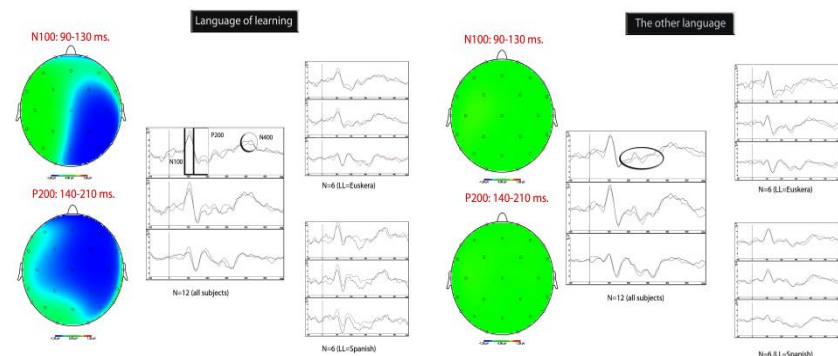 Language of learning
N100: 90-130 ms.
N100
P200
N400
N=6 (LL=Euskera)
P200: 140-210 ms.
N=12 (all subjects)
N=6 (LL=Spanish)
The other language
N100: 90-130 ms.
N=6 (LL=Euskera)
P200: 140-210 ms.
N=12 (all subjects)
N=6 (LL=Spanish)